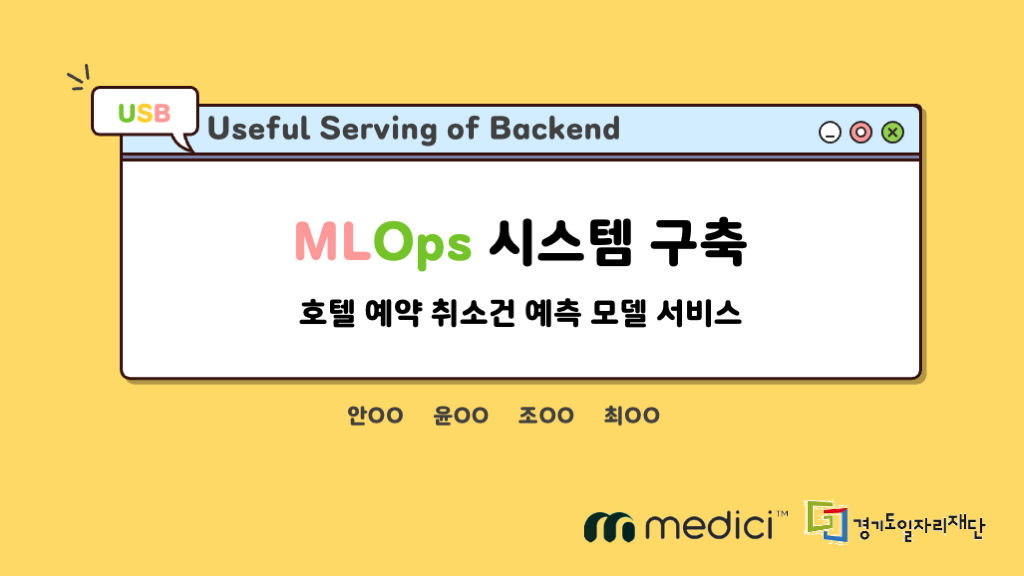 USB
Useful Serving of Backend
MLOps 시스템 구축
호텔 예약 취소건 예측 모델 서비스
안OO 윤OO 조OO 최OO
medici™ 경기도일자리재단